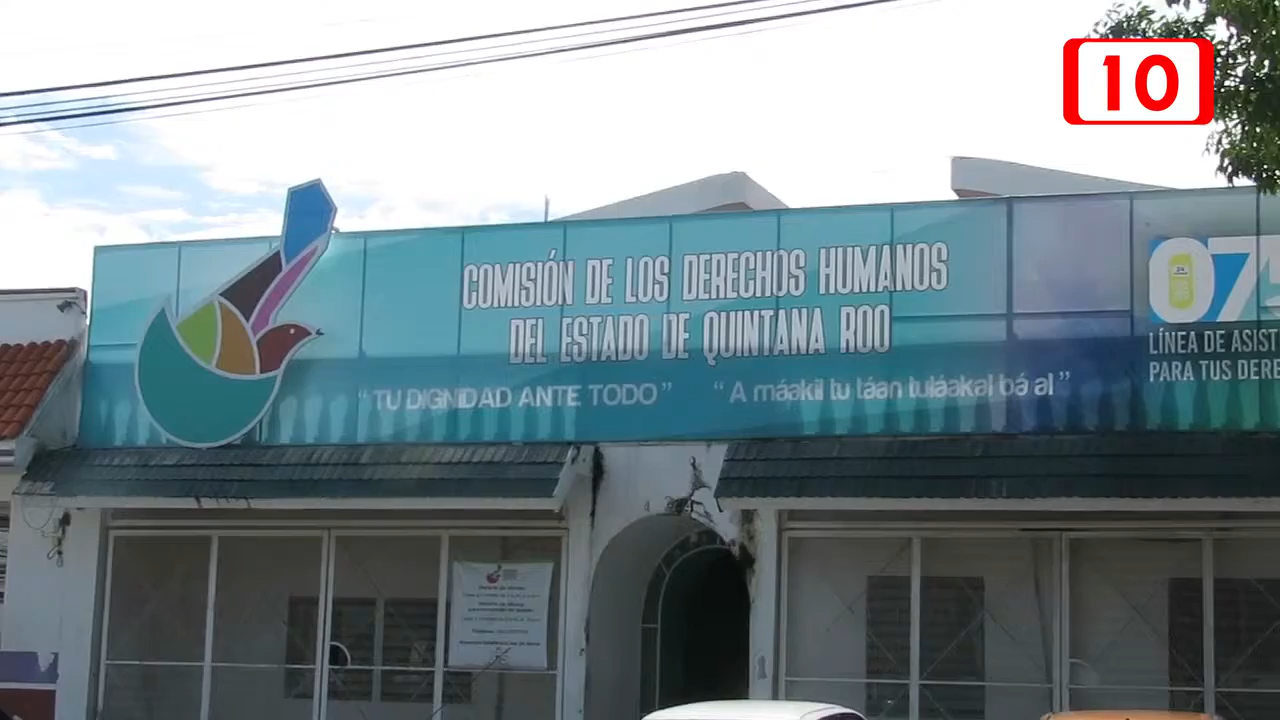 10
COMISIÓN DE LOS DERECHOS HUMANOS
DEL ESTADO DE QUINTANA ROO
"TU DIGNIDAD ANTE TODO" "A máakil tu táan tuláakal bá al"
075
LÍNEA DE ASIST
PARA TUS DERE